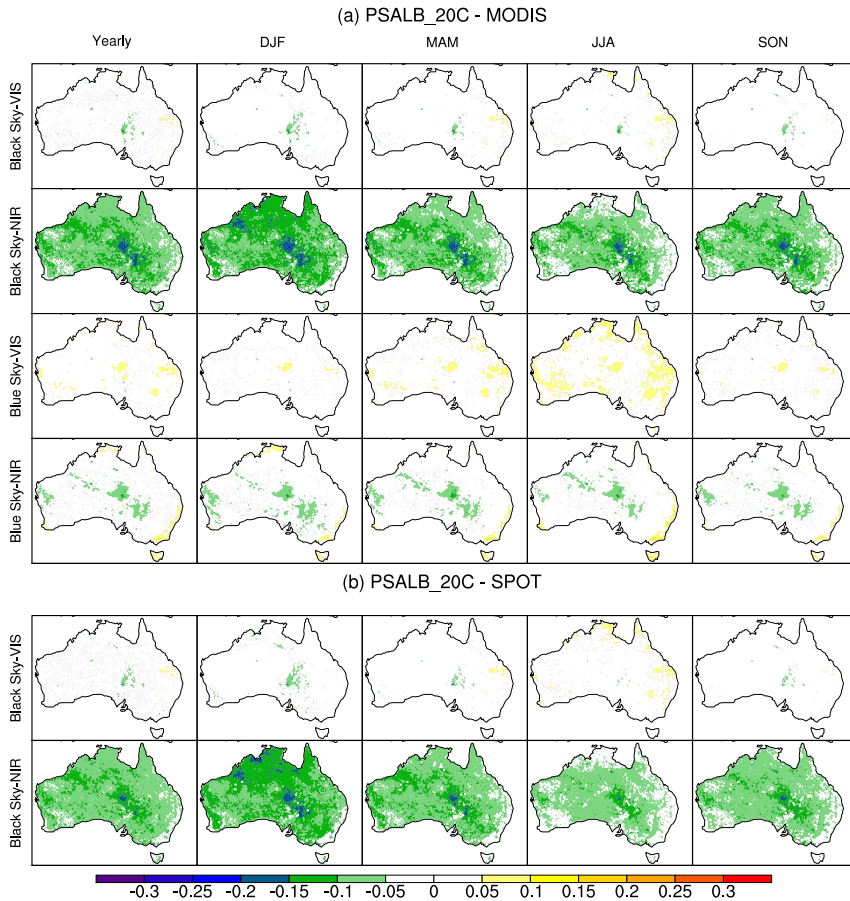 (a) PSALB_20C - MODIS
Yearly DJF MAM JJA SON
Black Sky-VIS
Black Sky-NIR
Blue Sky-VIS
Blue Sky-NIR
(b) PSALB_20C - SPOT
Black Sky-VIS
Black Sky-NIR
-0.3 -0.25 -0.2 -0.15 -0.1 -0.05 0 0.05 0.1 0.15 0.2 0.25 0.3